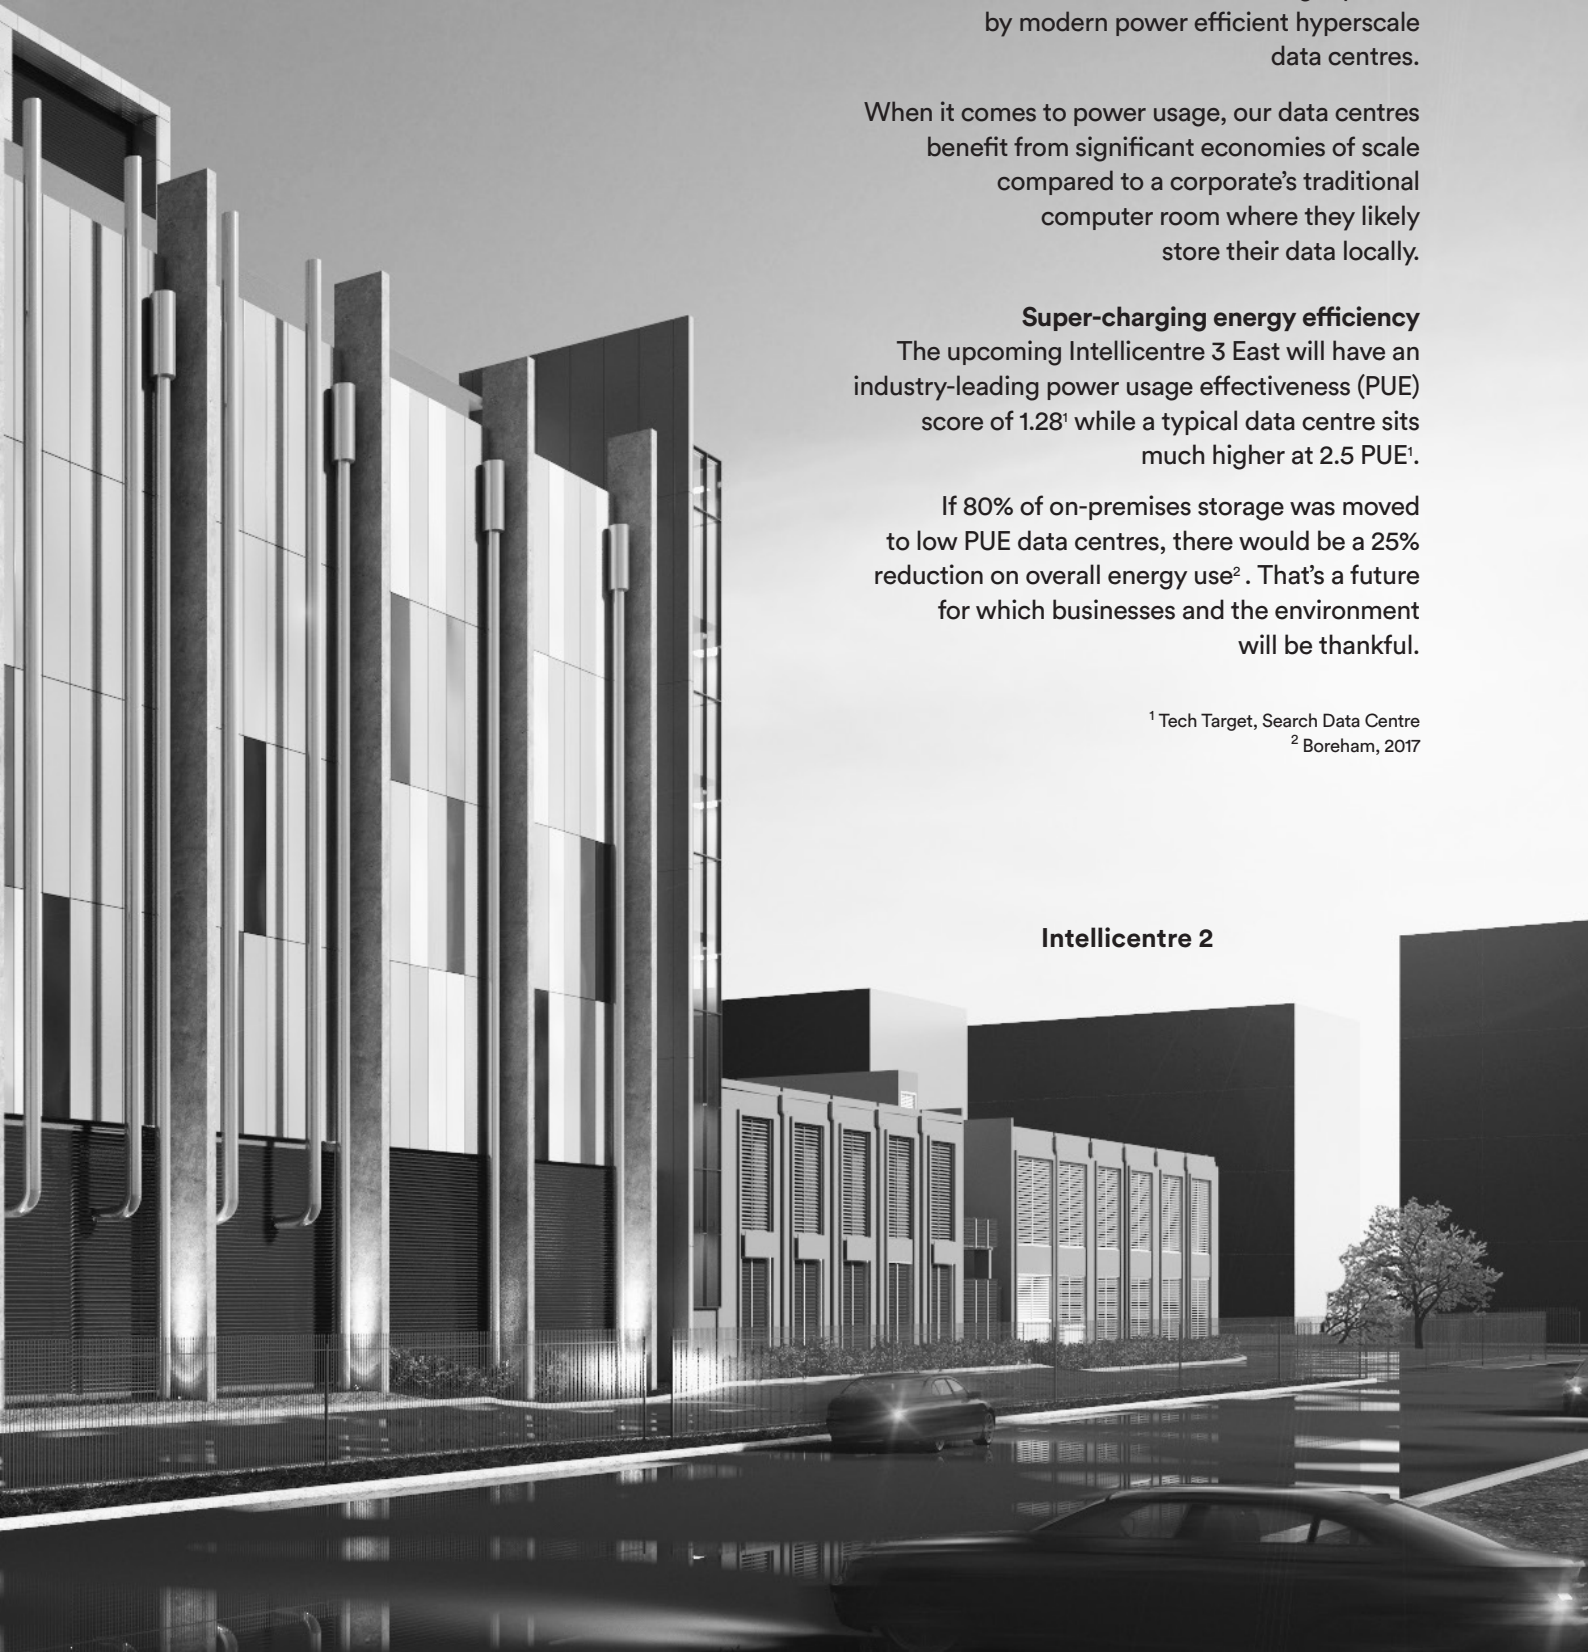 by modern power efficient hyperscale
data centres.
When it comes to power usage, our data centres
benefit from significant economies of scale
compared to a corporate’s traditional
computer room where they likely
store their data locally.
Super-charging energy efficiency
The upcoming Intellicentre 3 East will have an
industry-leading power usage effectiveness (PUE)
score of 1.28¹ while a typical data centre sits
much higher at 2.5 PUE¹.
If 80% of on-premises storage was moved
to low PUE data centres, there would be a 25%
reduction on overall energy use² . That’s a future
for which businesses and the environment
will be thankful.
¹ Tech Target, Search Data Centre
² Boreham, 2017
Intellicentre 2